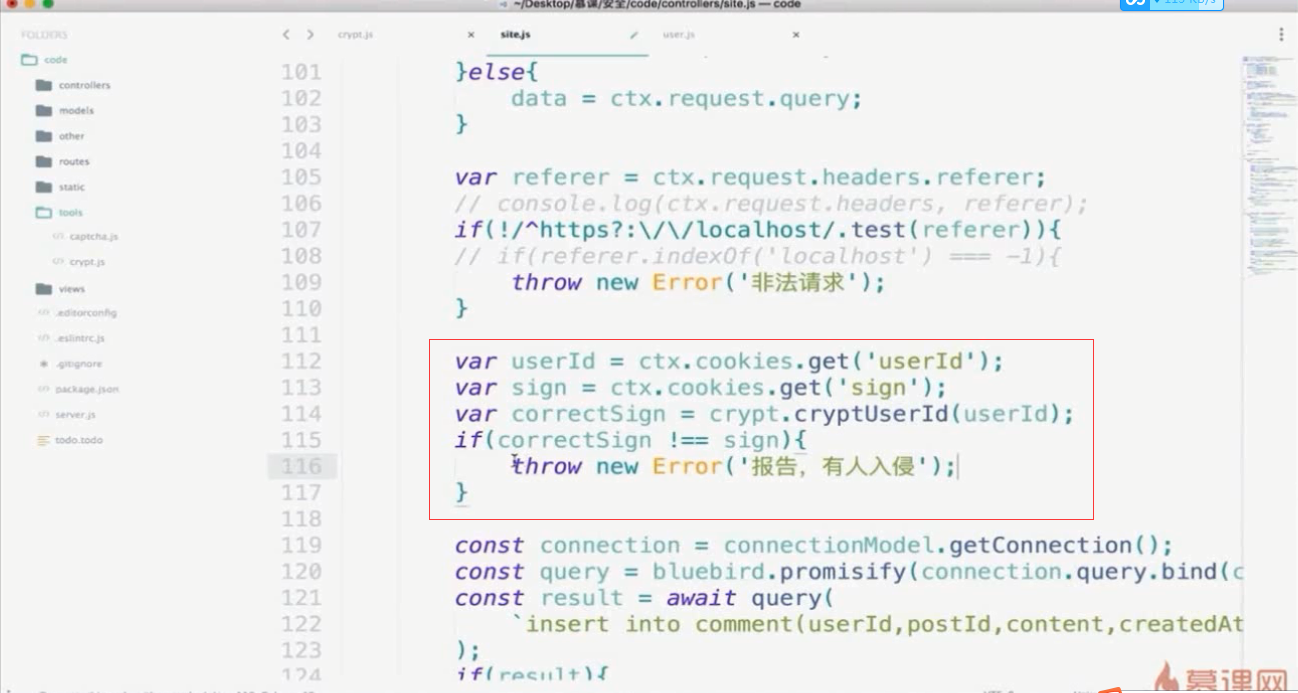 ~/Desktop/慕课/安全/code/controllers/site.js — code
FOLDERS
code
controllers
models
other
routes
static
tools
captcha.js
crypt.js
views
.editorconfig
.eslintrc.js
.gitignore
package.json
server.js
todo.todo
crypt.js × site.js user.js ×
101 }else{
102 data = ctx.request.query;
103 }
104
105 var referer = ctx.request.headers.referer;
106 // console.log(ctx.request.headers, referer);
107 if(!/^https?:\/\/localhost/.test(referer)){
108 // if(referer.indexOf('localhost') === -1){
109 throw new Error('非法请求');
110 }
111
112 var userId = ctx.cookies.get('userId');
113 var sign = ctx.cookies.get('sign');
114 var correctSign = crypt.cryptUserId(userId);
115 if(correctSign !== sign){
116 throw new Error('报告，有人入侵');
117 }
118
119 const connection = connectionModel.getConnection();
120 const query = bluebird.promisify(connection.query.bind(c
121 const result = await query(
122 `insert into comment(userId,postId,content,createdAt
123 );
124 if(result){
慕课网